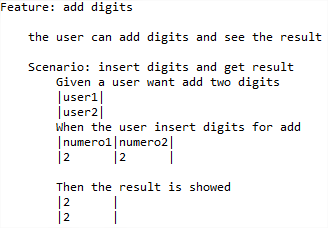 Feature: add digits
the user can add digits and see the result
Scenario: insert digits and get result
Given a user want add two digits
|user1|
|user2|
When the user insert digits for add
|numero1|numero2|
|2      |2      |
Then the result is showed
|2      |
|2      |